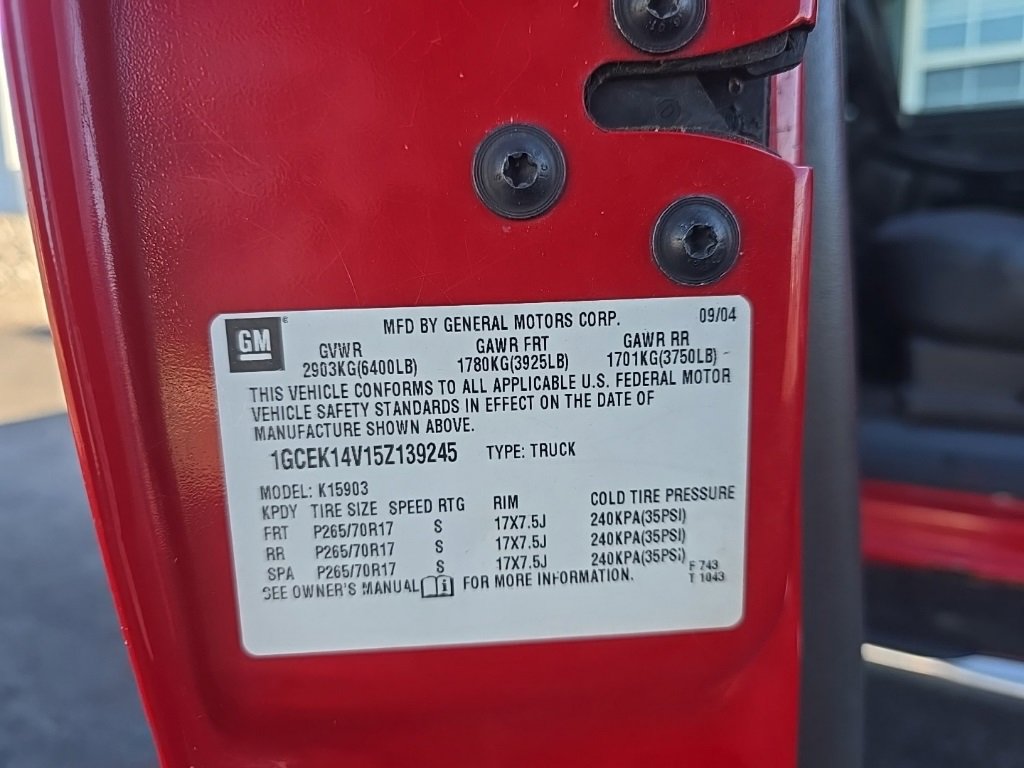 GM ®
MFD BY GENERAL MOTORS CORP. 09/04
GVWR GAWR FRT GAWR RR
2903KG(6400LB) 1780KG(3925LB) 1701KG(3750LB)
THIS VEHICLE CONFORMS TO ALL APPLICABLE U.S. FEDERAL MOTOR
VEHICLE SAFETY STANDARDS IN EFFECT ON THE DATE OF
MANUFACTURE SHOWN ABOVE.
1GCEK14V15Z139245 TYPE: TRUCK
MODEL: K15903
KPDY TIRE SIZE SPEED RTG RIM COLD TIRE PRESSURE
FRT P265/70R17 S 17X7.5J 240KPA(35PSI)
RR P265/70R17 S 17X7.5J 240KPA(35PSI)
SPA P265/70R17 S 17X7.5J 240KPA(35PSI)
SEE OWNER'S MANUAL FOR MORE INFORMATION.
F 743
T 1043